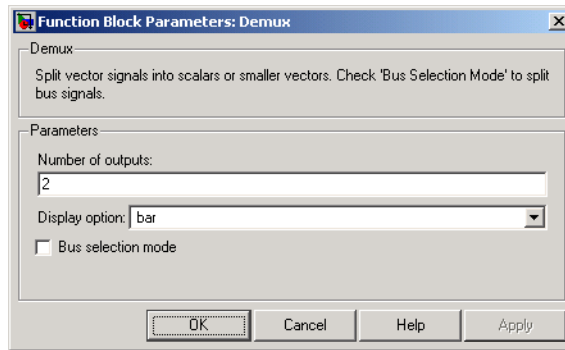 Function Block Parameters: Demux
Demux
Split vector signals into scalars or smaller vectors. Check 'Bus Selection Mode' to split
bus signals.
Parameters
Number of outputs:
2
Display option: bar
Bus selection mode
OK Cancel Help Apply